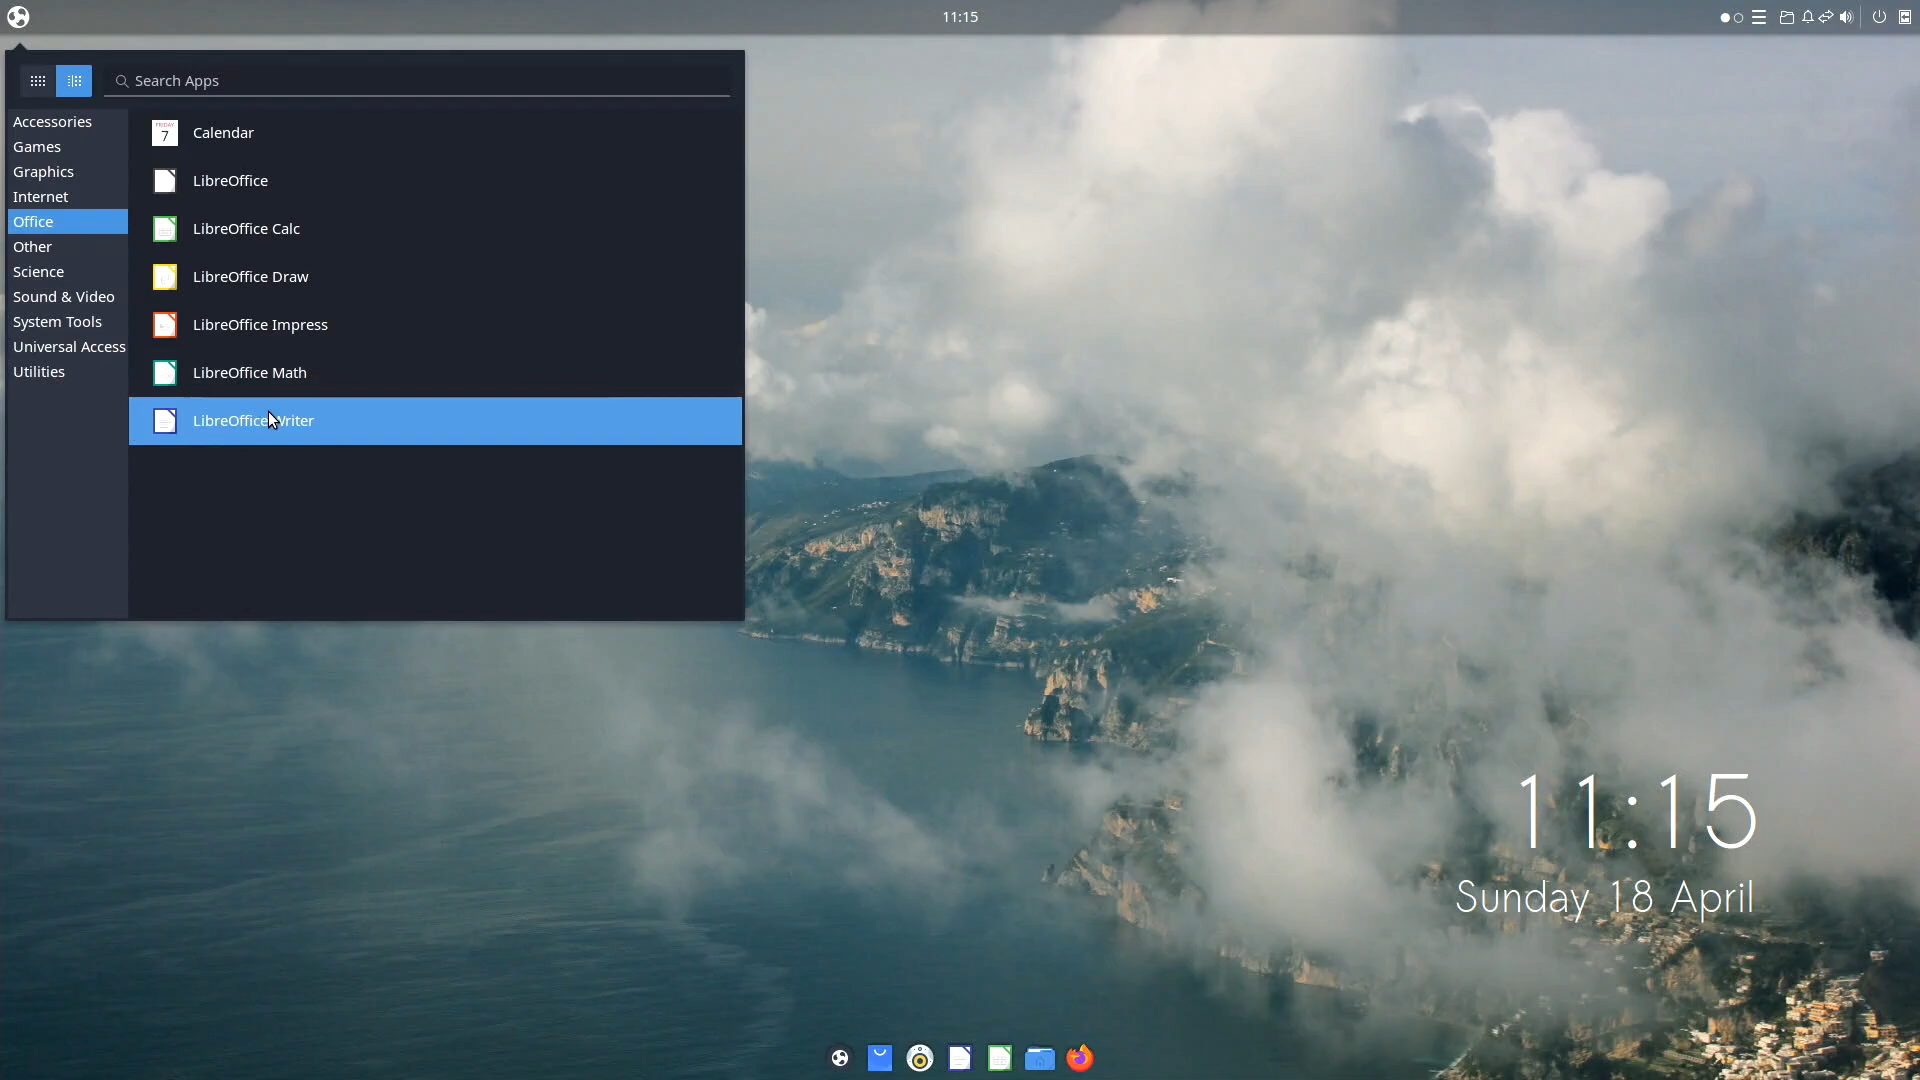 11:15
Search Apps
Accessories
Games
Graphics
Internet
Office
Other
Science
Sound & Video
System Tools
Universal Access
Utilities
FRIDAY
7
Calendar
LibreOffice
LibreOffice Calc
LibreOffice Draw
LibreOffice Impress
LibreOffice Math
LibreOffice Writer
11:15
Sunday 18 April